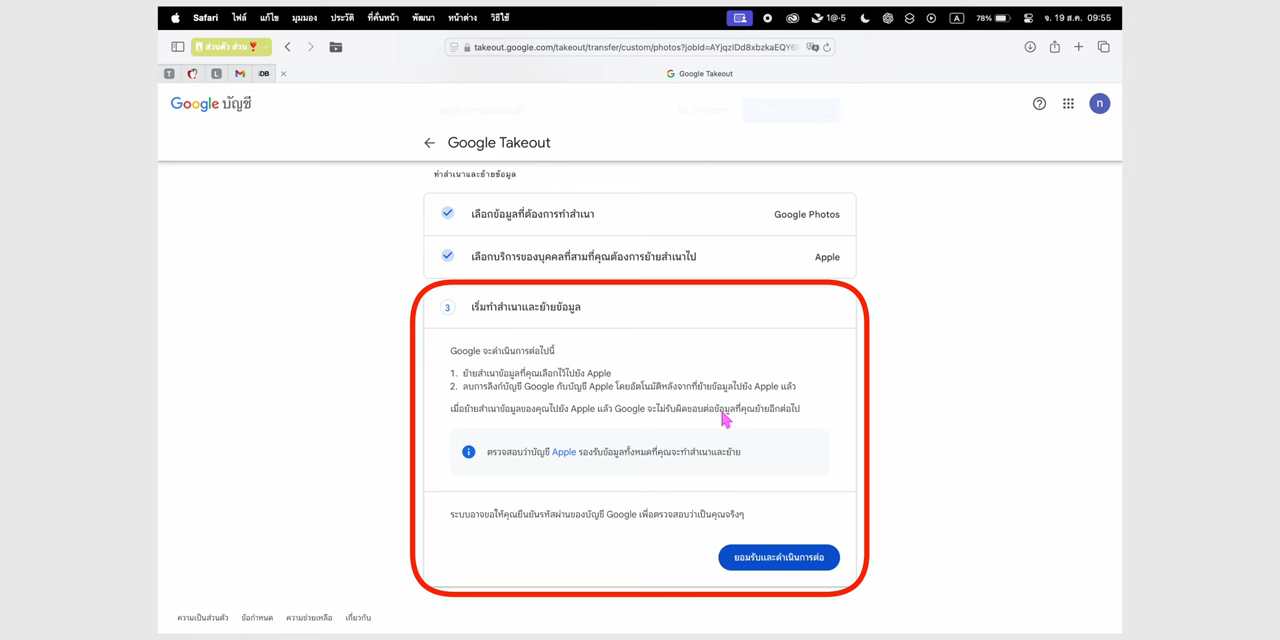 Safari ไฟล์ แก้ไข มุมมอง ประวัติ ที่คั่นหน้า พัฒนา หน้าต่าง วิธีใช้ 1@·5 A 78% จ. 19 ส.ค. 09:55
ส่วนตัว ส่วน takeout.google.com/takeout/transfer/custom/photos?jobId=AYjqzlDd8xbzkaEQY6
T L DB Google Takeout
Google บัญชี n
Google Takeout
ทำสำเนาและย้ายข้อมูล
เลือกข้อมูลที่ต้องการทำสำเนา Google Photos
เลือกบริการของบุคคลที่สามที่คุณต้องการย้ายสำเนาไป Apple
3 เริ่มทำสำเนาและย้ายข้อมูล
Google จะดำเนินการต่อไปนี้
1. ย้ายสำเนาข้อมูลที่คุณเลือกไว้ไปยัง Apple
2. ลบการลิงก์บัญชี Google กับบัญชี Apple โดยอัตโนมัติหลังจากที่ย้ายข้อมูลไปยัง Apple แล้ว
เมื่อย้ายสำเนาข้อมูลของคุณไปยัง Apple แล้ว Google จะไม่รับผิดชอบต่อข้อมูลที่คุณย้ายอีกต่อไป
ตรวจสอบว่าบัญชี Apple รองรับข้อมูลทั้งหมดที่คุณจะทำสำเนาและย้าย
ระบบอาจขอให้คุณยืนยันรหัสผ่านของบัญชี Google เพื่อตรวจสอบว่าเป็นคุณจริงๆ
ยอมรับและดำเนินการต่อ
ความเป็นส่วนตัว ข้อกำหนด ความช่วยเหลือ เกี่ยวกับ